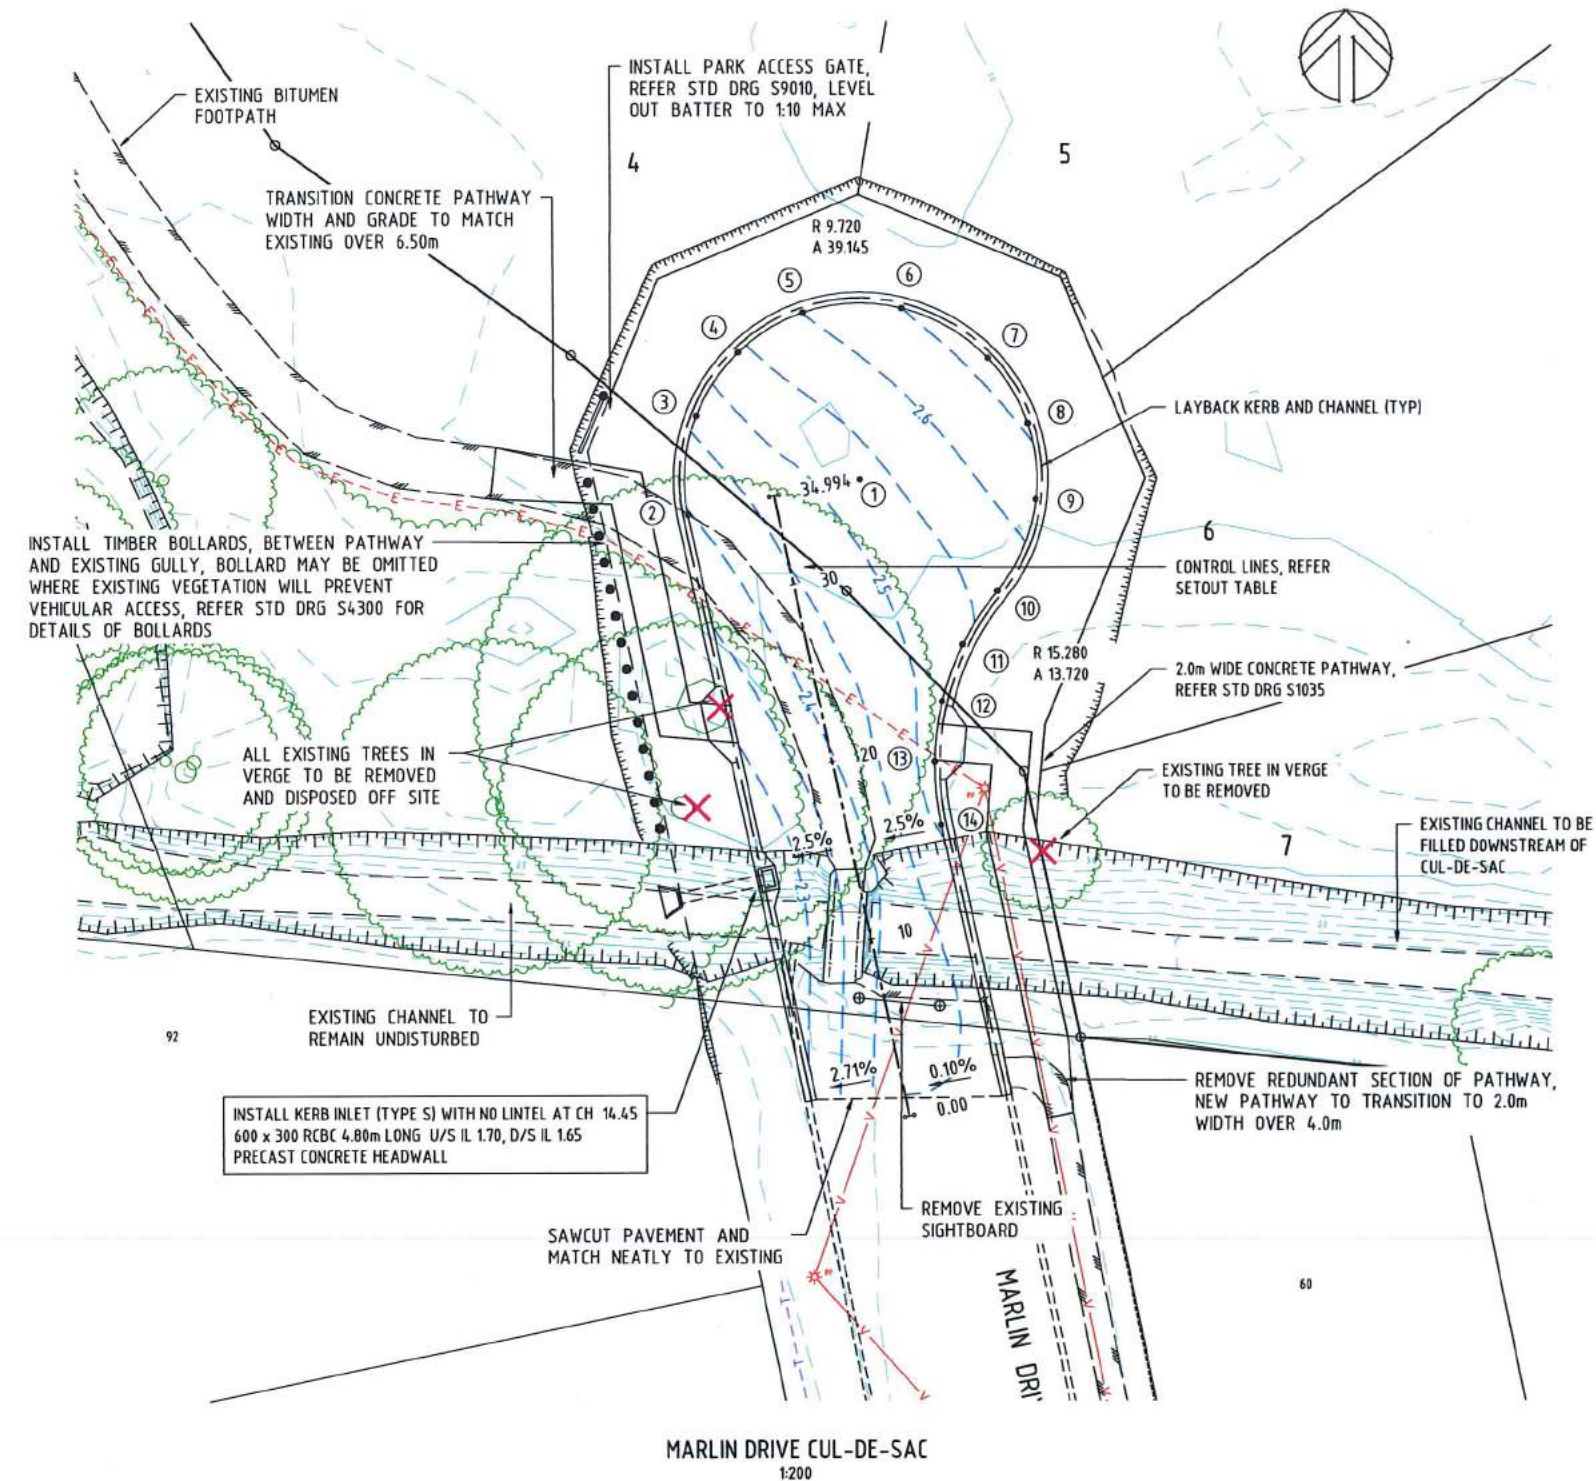 EXISTING BITUMEN
FOOTPATH
INSTALL PARK ACCESS GATE,
REFER STD DRG S9010, LEVEL
OUT BATTER TO 1:10 MAX
4
5
TRANSITION CONCRETE PATHWAY
WIDTH AND GRADE TO MATCH
EXISTING OVER 6.50m
R 9.720
A 39.145
5
6
4
7
3
8
2.6
LAYBACK KERB AND CHANNEL (TYP)
34.994
1
9
2
6
INSTALL TIMBER BOLLARDS, BETWEEN PATHWAY
AND EXISTING GULLY, BOLLARD MAY BE OMITTED
WHERE EXISTING VEGETATION WILL PREVENT
VEHICULAR ACCESS, REFER STD DRG S4300 FOR
DETAILS OF BOLLARDS
30
2.5
CONTROL LINES, REFER
SETOUT TABLE
10
11
R 15.280
A 13.720
2.0m WIDE CONCRETE PATHWAY,
REFER STD DRG S1035
12
2.4
ALL EXISTING TREES IN
VERGE TO BE REMOVED
AND DISPOSED OFF SITE
20
13
EXISTING TREE IN VERGE
TO BE REMOVED
2.5%
2.5%
14
7
EXISTING CHANNEL TO BE
FILLED DOWNSTREAM OF
CUL-DE-SAC
2.3
10
EXISTING CHANNEL TO
REMAIN UNDISTURBED
92
2.71%
0.10%
0.00
REMOVE REDUNDANT SECTION OF PATHWAY,
NEW PATHWAY TO TRANSITION TO 2.0m
WIDTH OVER 4.0m
INSTALL KERB INLET (TYPE S) WITH NO LINTEL AT CH 14.45
600 x 300 RCBC 4.80m LONG U/S IL 1.70, D/S IL 1.65
PRECAST CONCRETE HEADWALL
REMOVE EXISTING
SIGHTBOARD
SAWCUT PAVEMENT AND
MATCH NEATLY TO EXISTING
60
MARLIN DRI
MARLIN DRIVE CUL-DE-SAC
1:200